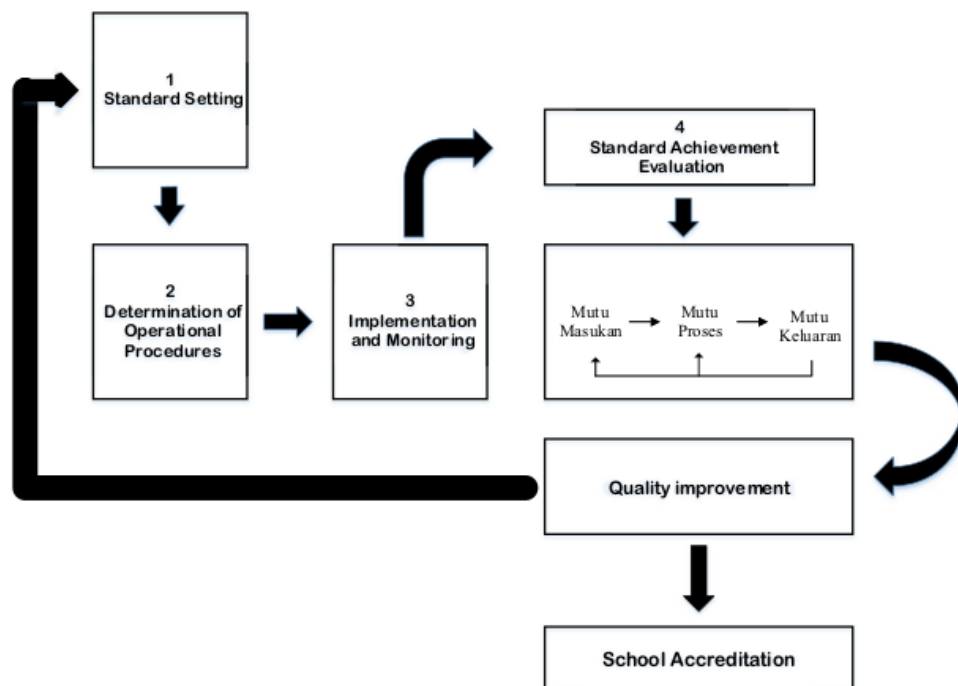 1
Standard Setting
2
Determination of
Operational
Procedures
3
Implementation
and Monitoring
4
Standard Achievement
Evaluation
Mutu
Masukan
Mutu
Proses
Mutu
Keluaran
Quality improvement
School Accreditation